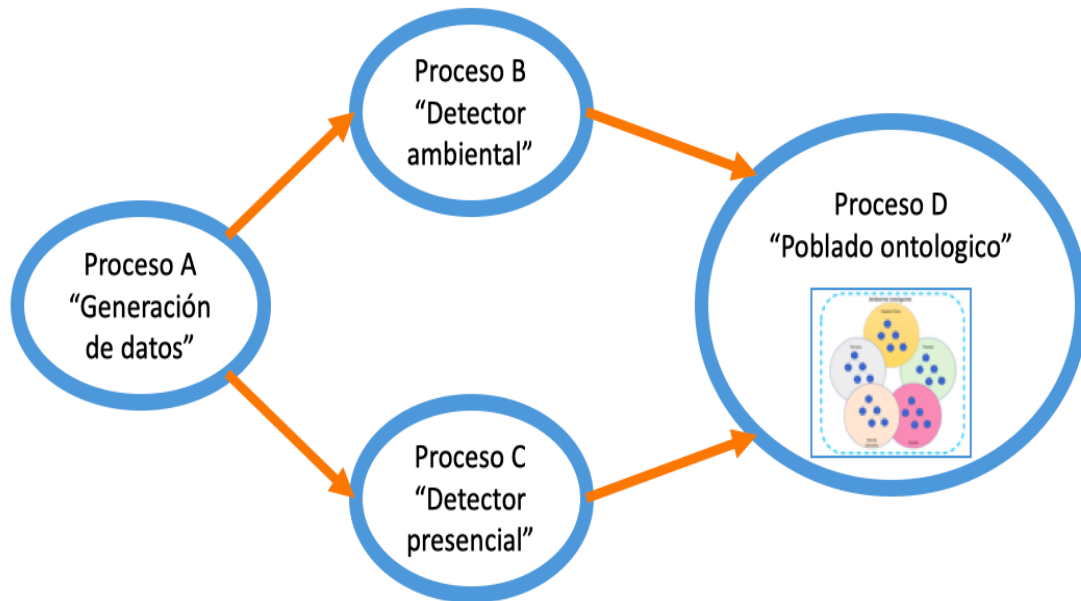 Proceso A
“Generación
de datos”
Proceso B
“Detector
ambiental”
Proceso C
“Detector
presencial”
Proceso D
“Poblado ontologico”